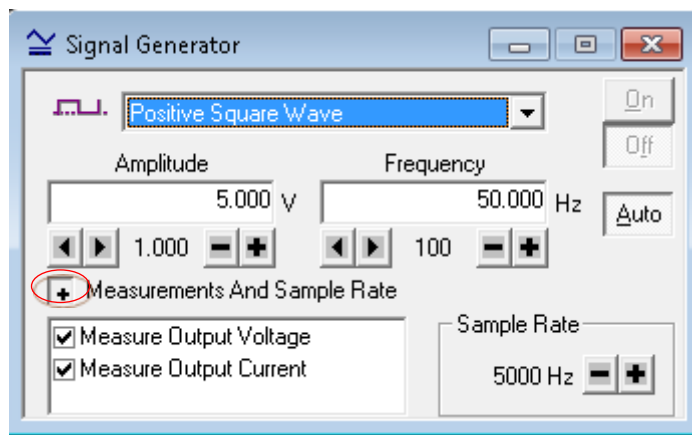 Signal Generator
Positive Square Wave
On
Off
Auto
Amplitude Frequency
5.000 V 50.000 Hz
1.000 100
Measurements And Sample Rate
Measure Output Voltage
Measure Output Current
Sample Rate
5000 Hz